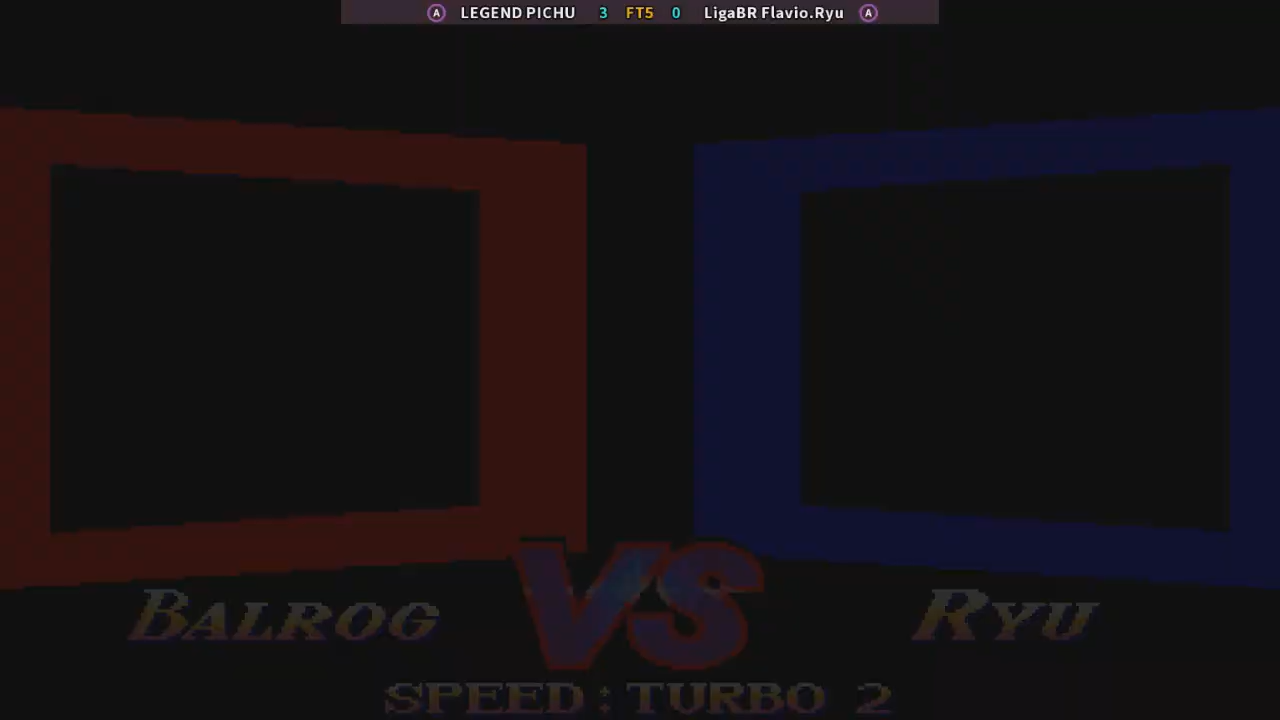 A LEGEND PICHU 3 FT5 0 LigaBR Flavio.Ryu A
BALROG VS RYU
SPEED: TURBO 2